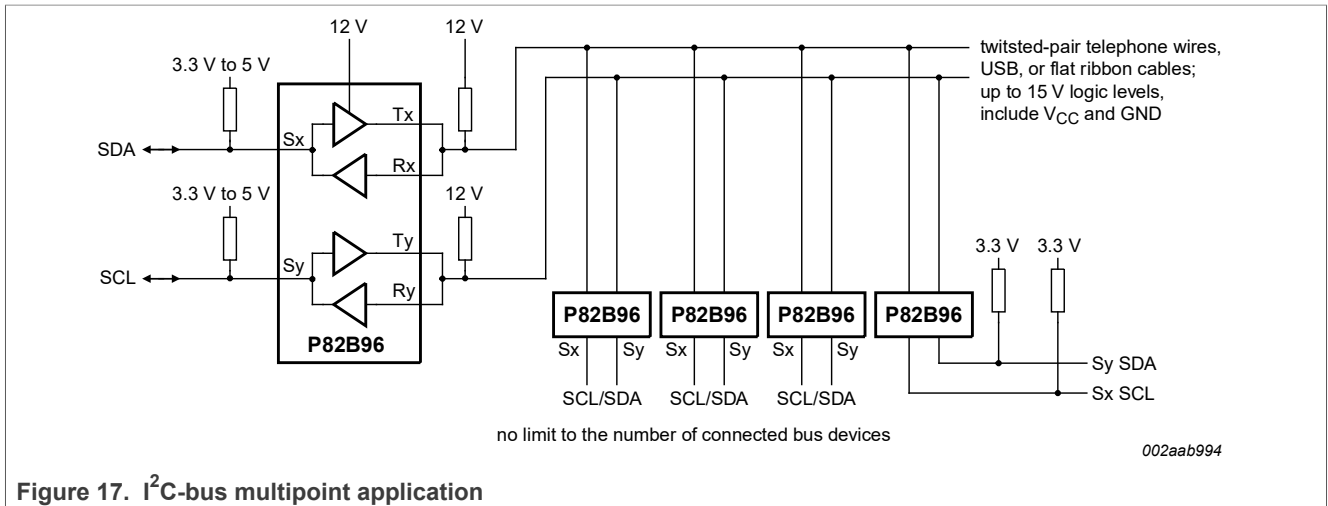 12 V
12 V
3.3 V to 5 V
twitsted-pair telephone wires,
USB, or flat ribbon cables;
up to 15 V logic levels,
include VCC and GND
Tx
Sx
SDA
Rx
3.3 V to 5 V
12 V
Ty
Sy
SCL
Ry
P82B96
3.3 V 3.3 V
P82B96 P82B96 P82B96 P82B96
Sx Sy Sx Sy Sx Sy
Sy SDA
Sx SCL
SCL/SDA SCL/SDA SCL/SDA
no limit to the number of connected bus devices
002aab994
Figure 17. I²C-bus multipoint application